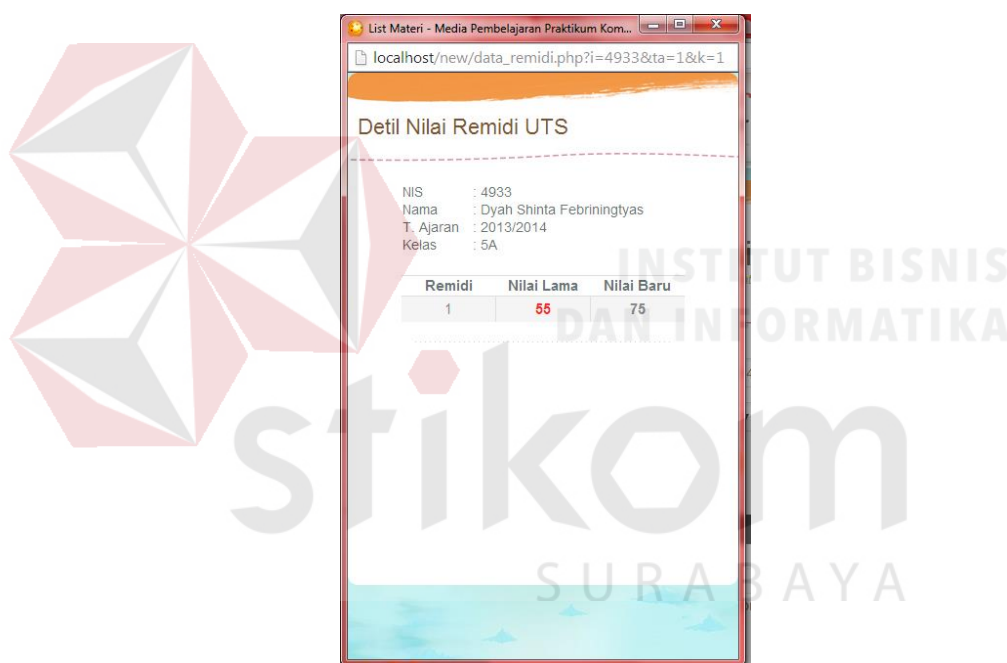 List Materi - Media Pembelajaran Praktikum Kom...
localhost/new/data_remidi.php?i=4933&ta=1&k=1
Detil Nilai Remidi UTS
NIS : 4933
Nama : Dyah Shinta Febriningtyas
T. Ajaran : 2013/2014
Kelas : 5A
Remidi Nilai Lama Nilai Baru
1 55 75
INSTITUT BISNIS
DAN INFORMATIKA
stikom
SURABAYA